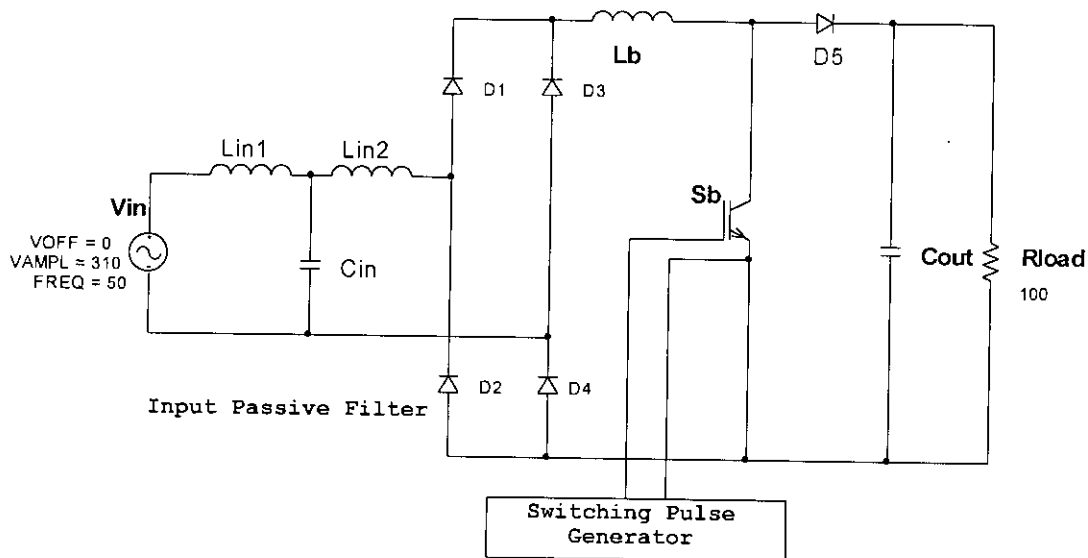 Lb
D5
D1
D3
Lin1
Lin2
Vin
VOFF = 0
VAMPL = 310
FREQ = 50
Cin
Sb
Cout
Rload
100
D2
D4
Input Passive Filter
Switching Pulse
Generator